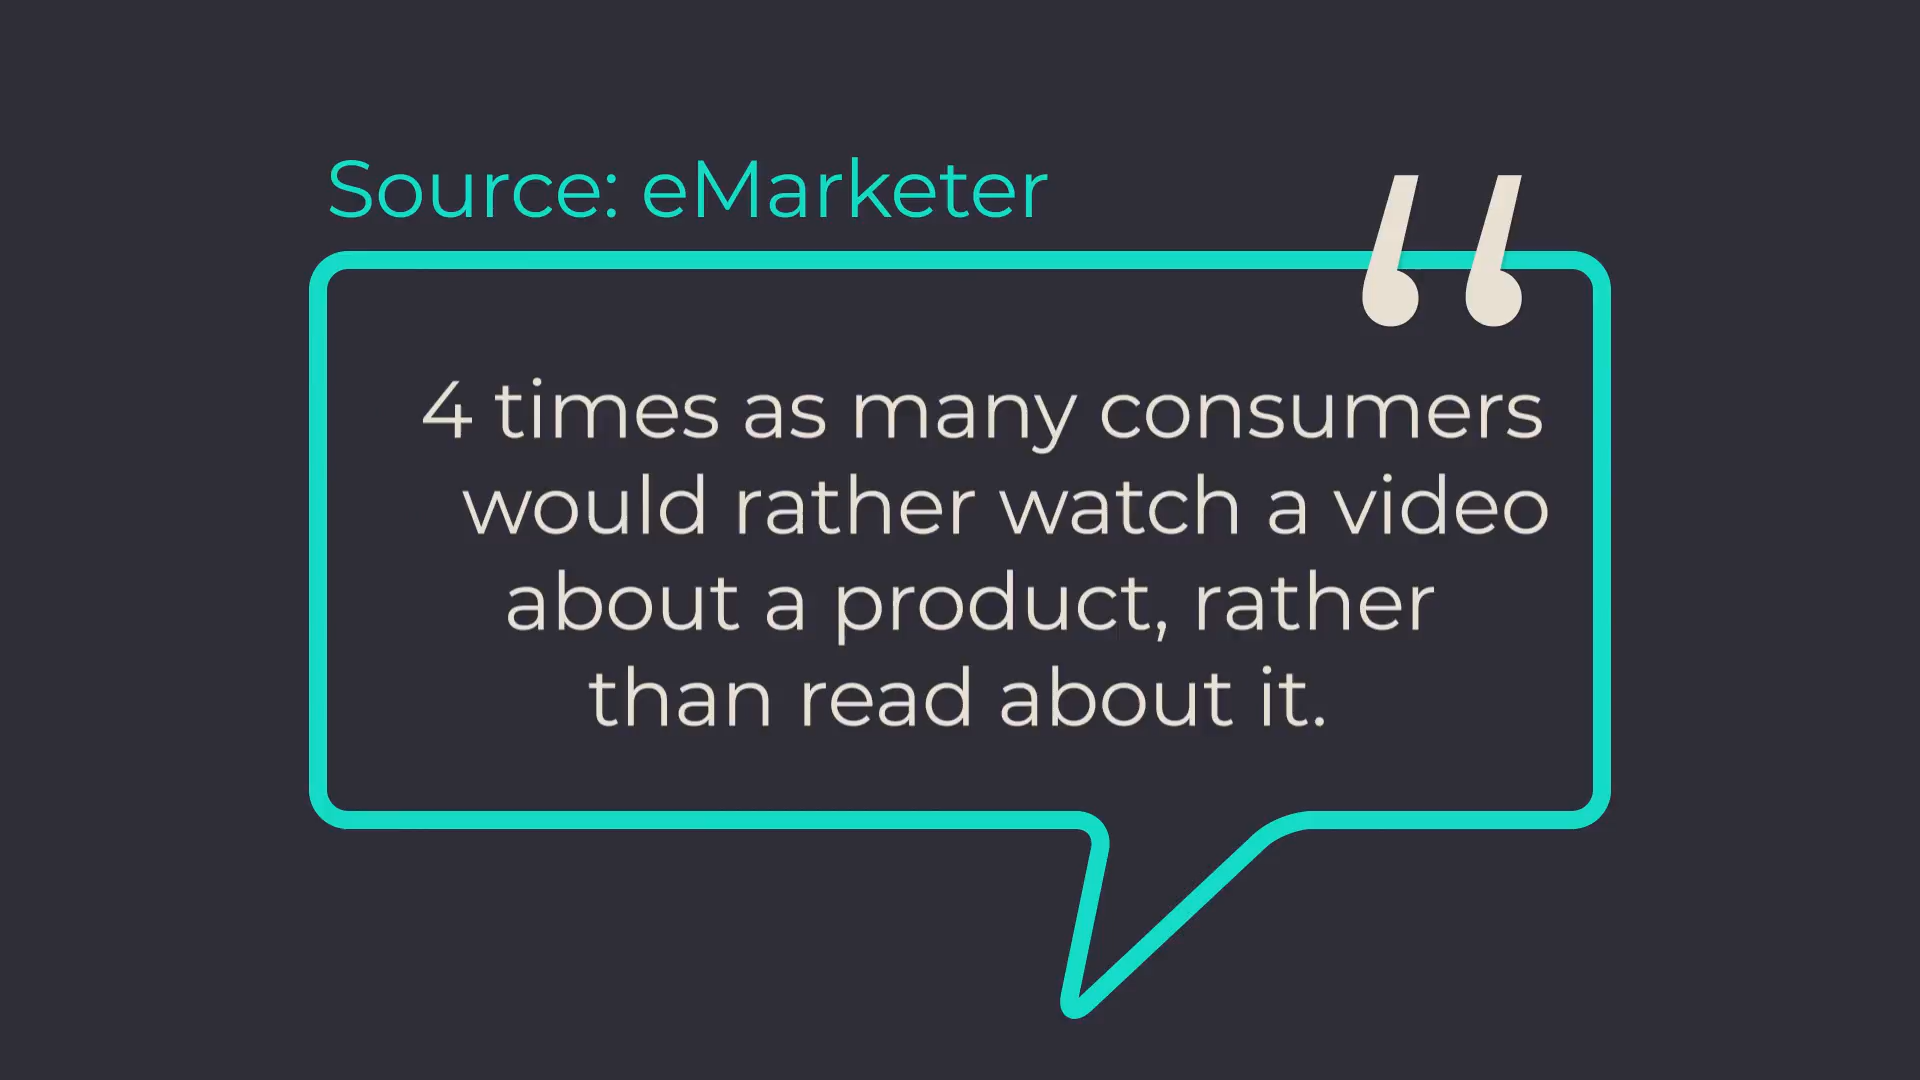 Source: eMarketer
4 times as many consumers
would rather watch a video
about a product, rather
than read about it.